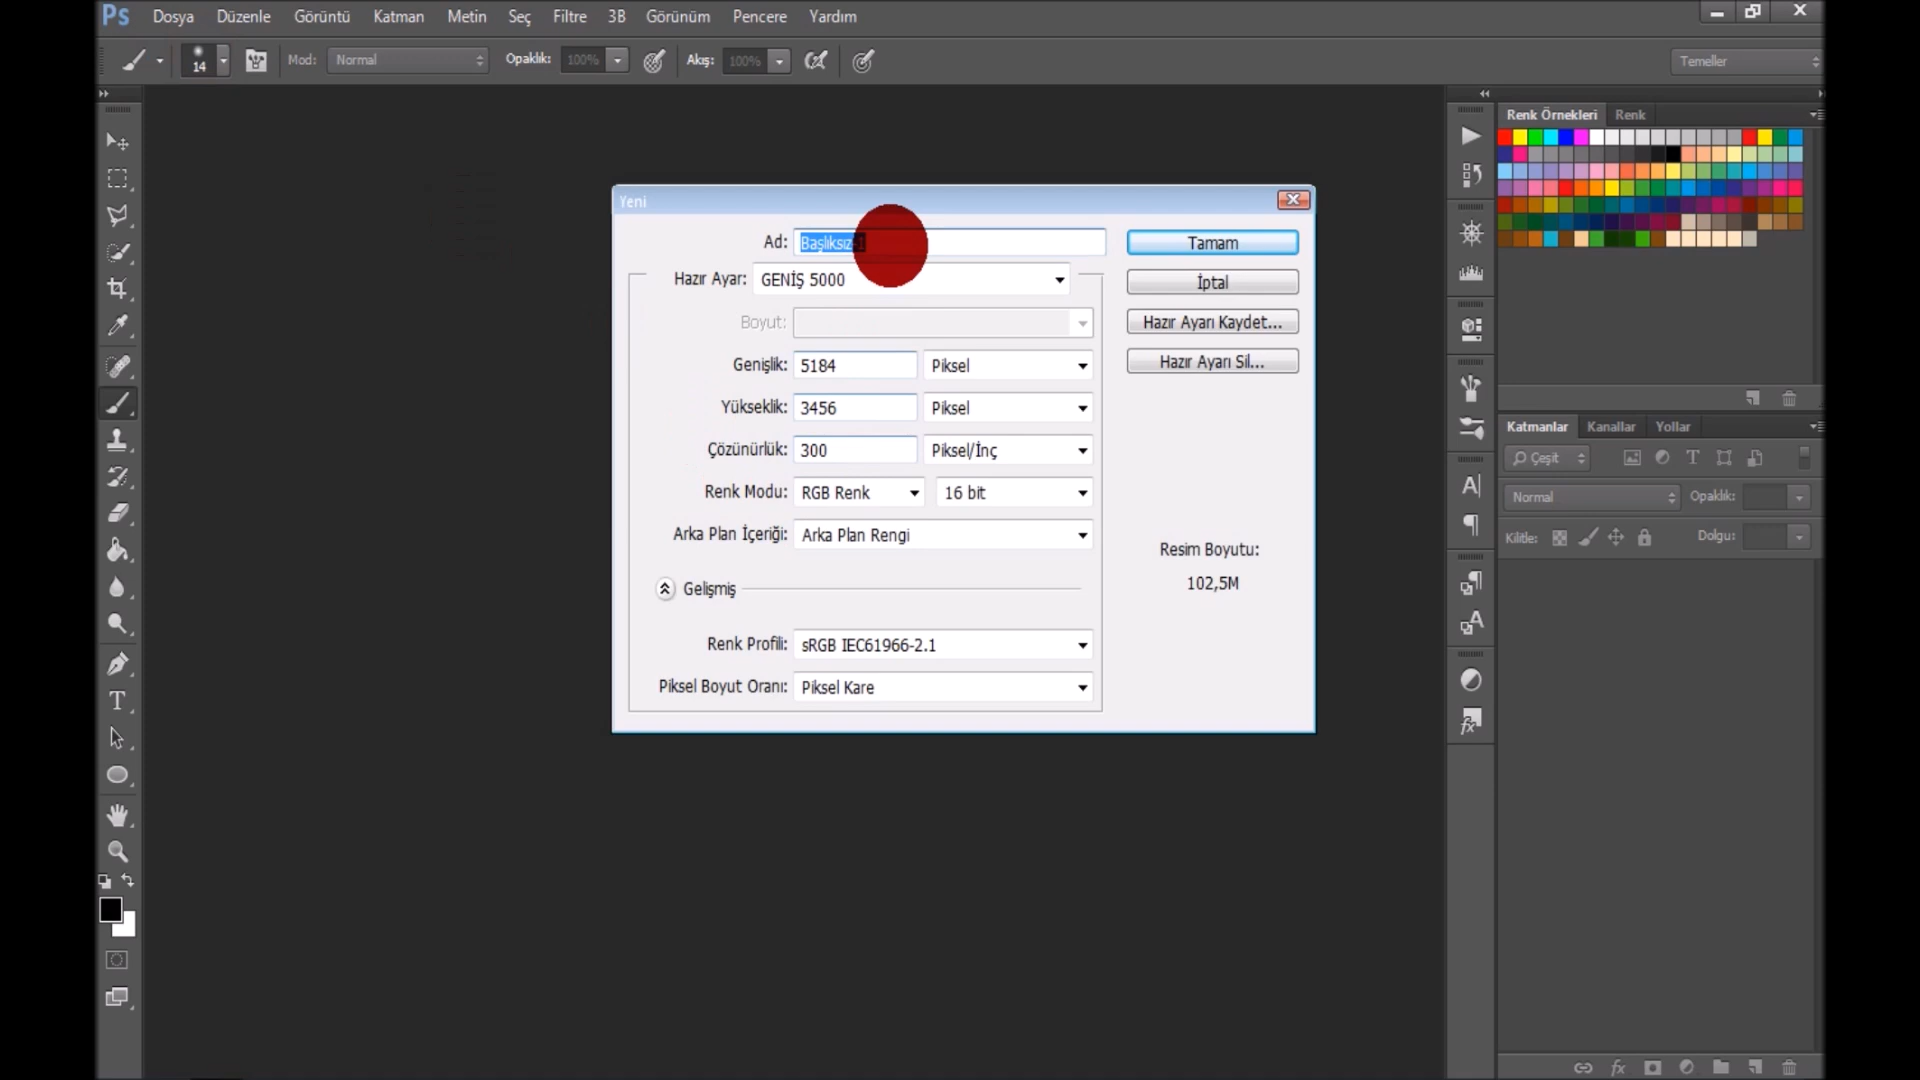 Ps Dosya Düzenle Görüntü Katman Metin Seç Filtre 3B Görünüm Pencere Yardım
14 Mod: Normal Opaklık: 100% Akış: 100% Temeller
Renk Örnekleri Renk
Yeni
Ad: Başlıksız-1 Tamam
Hazır Ayar: GENİŞ 5000 İptal
Boyut: Hazır Ayarı Kaydet...
Genişlik: 5184 Piksel Hazır Ayarı Sil...
Yükseklik: 3456 Piksel
Çözünürlük: 300 Piksel/İnç
Renk Modu: RGB Renk 16 bit
Arka Plan İçeriği: Arka Plan Rengi
Resim Boyutu:
102,5M
Gelişmiş
Renk Profili: sRGB IEC61966-2.1
Piksel Boyut Oranı: Piksel Kare
Katmanlar Kanallar Yollar
Çeşit
Normal Opaklık:
Kilitle: Dolgu:
fx